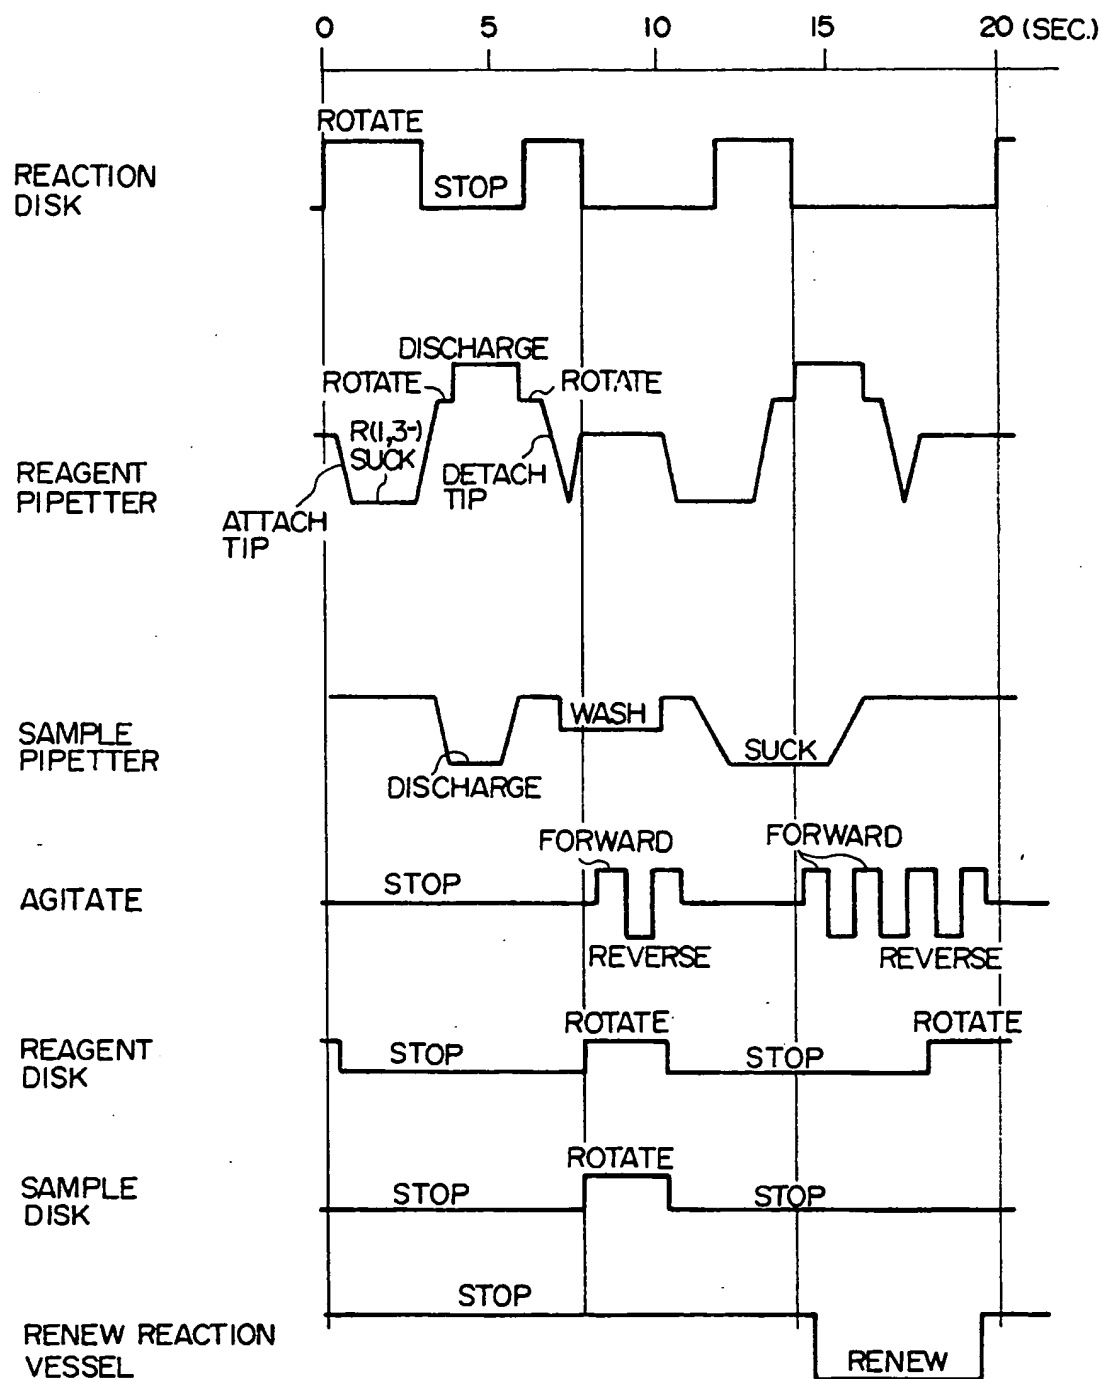 0 5 10 15 20 (SEC.)
ROTATE
REACTION
DISK
STOP
DISCHARGE
ROTATE
ROTATE
R(1,3-)
SUCK
REAGENT
PIPETTER
DETACH
TIP
ATTACH
TIP
WASH
SAMPLE
PIPETTER
SUCK
DISCHARGE
FORWARD
FORWARD
STOP
AGITATE
REVERSE
REVERSE
ROTATE
ROTATE
REAGENT
DISK
STOP
STOP
ROTATE
SAMPLE
DISK
STOP
STOP
STOP
RENEW REACTION
VESSEL
RENEW